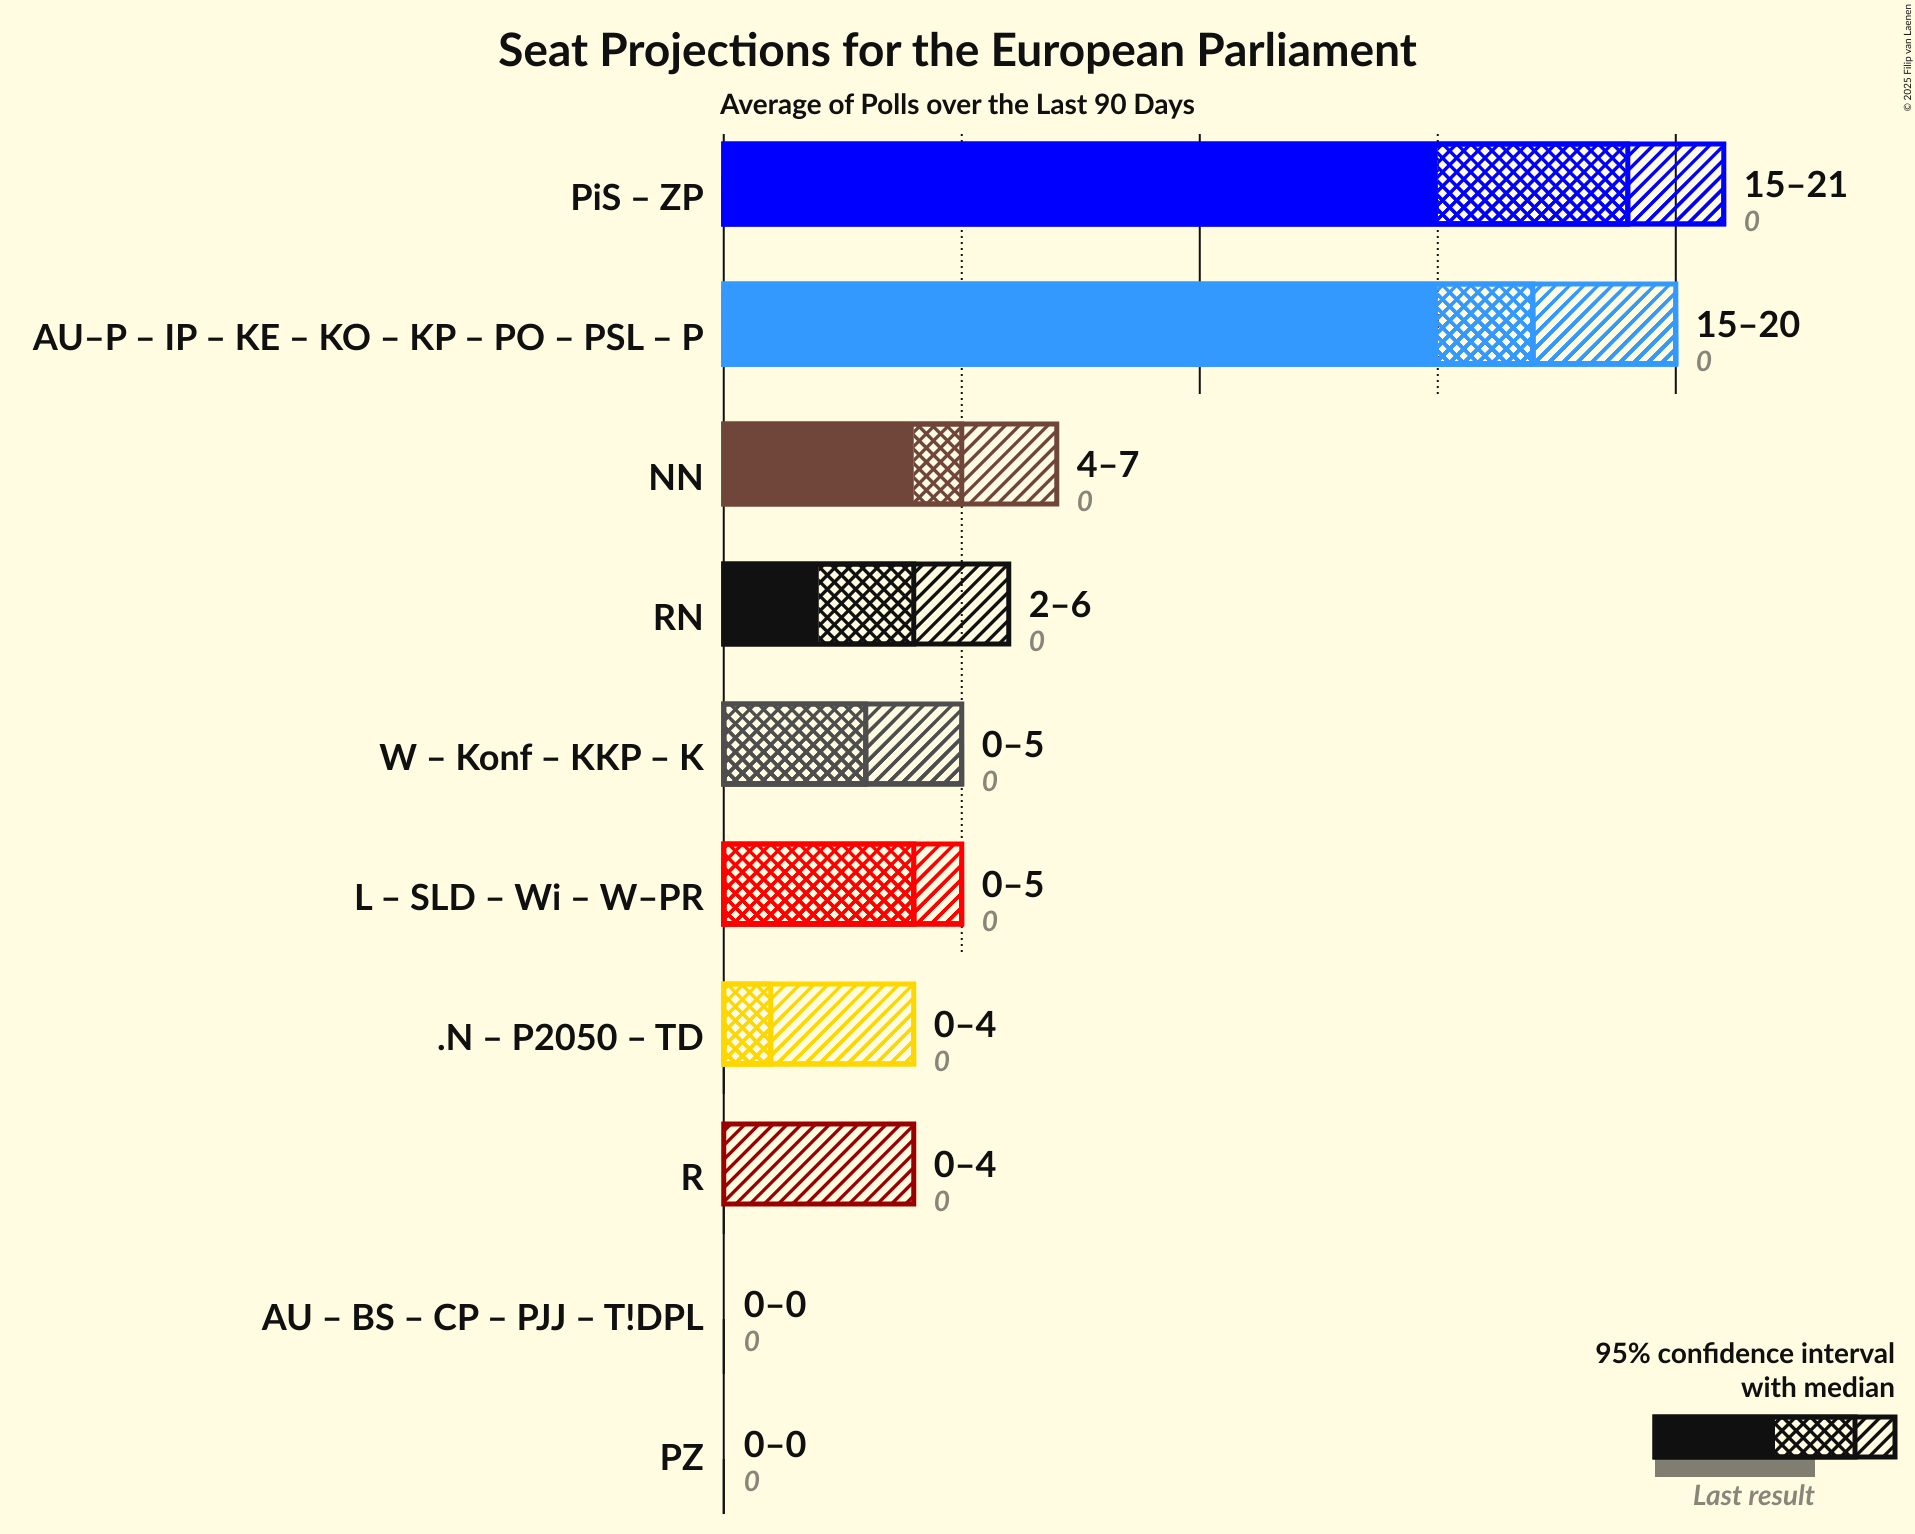 Seat Projections for the European Parliament
Average of Polls over the Last 90 Days
© 2025 Filip van Laenen
PiS – ZP
15–21
0
AU–P – IP – KE – KO – KP – PO – PSL – P
15–20
0
NN
4–7
0
RN
2–6
0
W – Konf – KKP – K
0–5
0
L – SLD – Wi – W–PR
0–5
0
.N – P2050 – TD
0–4
0
R
0–4
0
AU – BS – CP – PJJ – T!DPL
0–0
0
PZ
0–0
0
95% confidence interval
with median
Last result